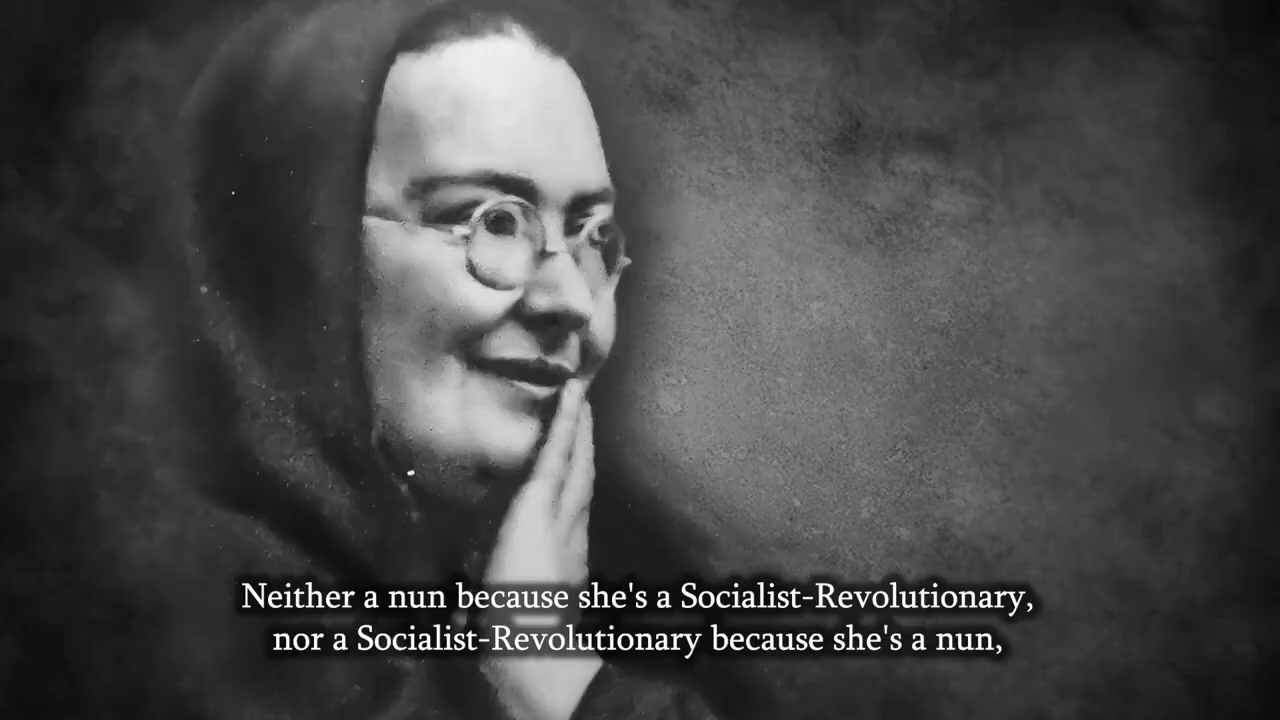 Neither a nun because she's a Socialist-Revolutionary,
nor a Socialist-Revolutionary because she's a nun,